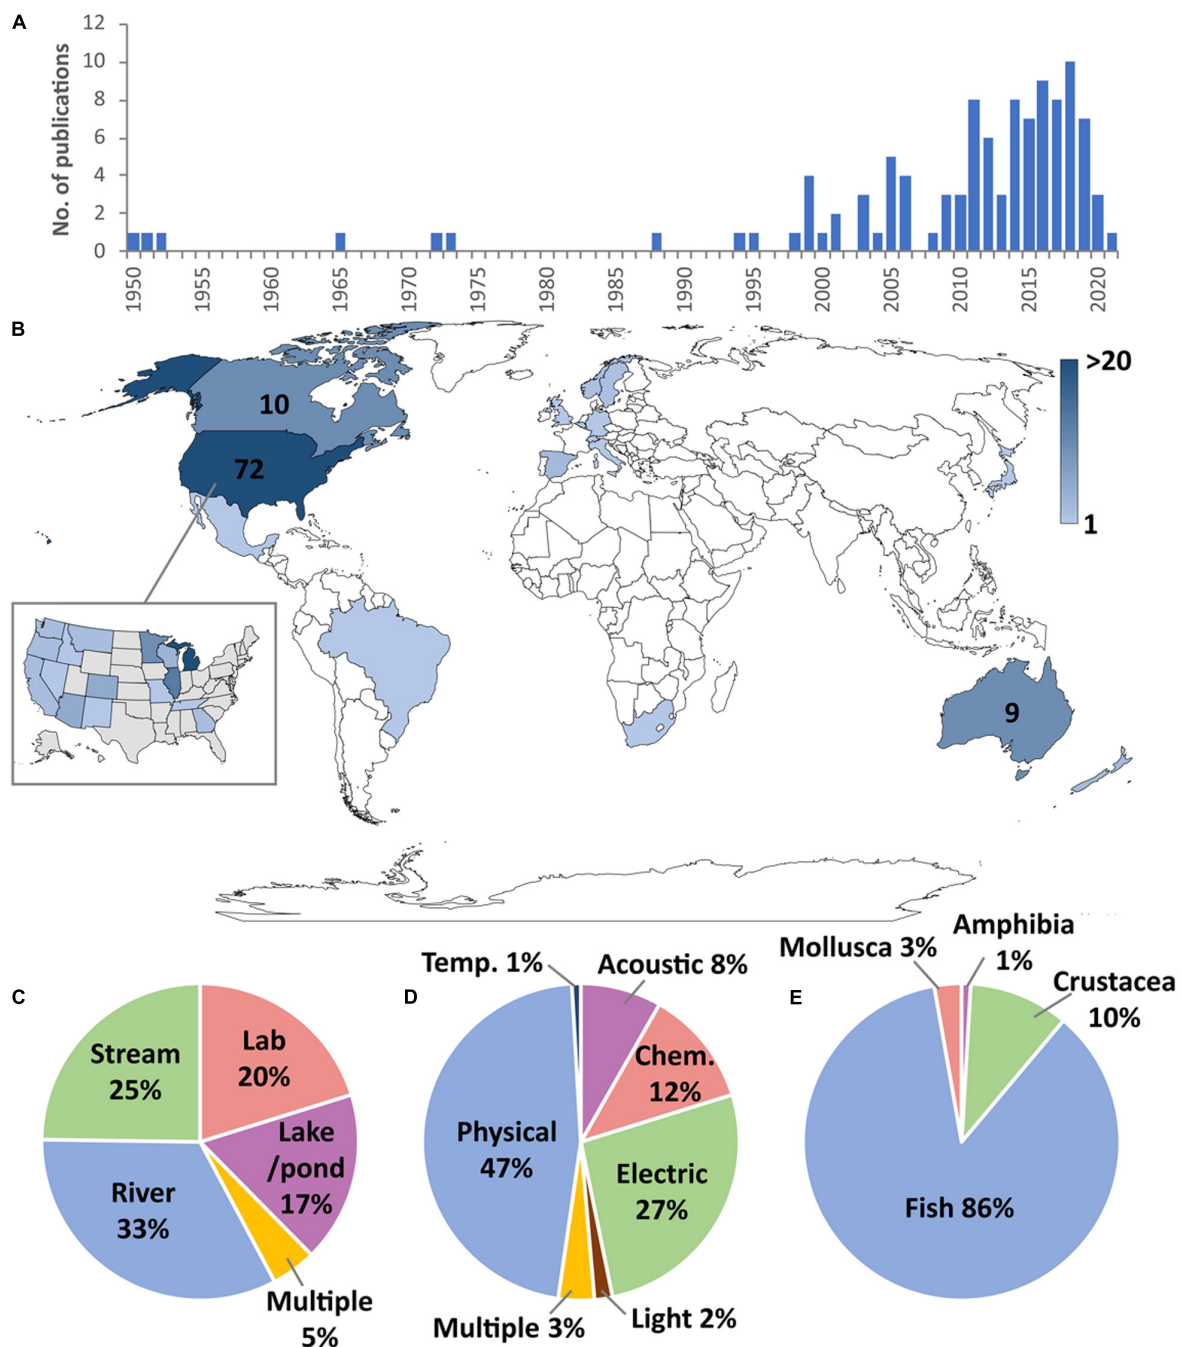 A
No. of publications
12
10
8
6
4
2
0
1950
1955
1960
1965
1970
1975
1980
1985
1990
1995
2000
2005
2010
2015
2020
B
10
72
9
>20
1
C
Stream
25%
Lab
20%
Lake
/pond
17%
River
33%
Multiple
5%
D
Temp. 1%
Acoustic 8%
Chem.
12%
Physical
47%
Electric
27%
Multiple 3%
Light 2%
E
Mollusca 3%
Amphibia
1%
Crustacea
10%
Fish 86%